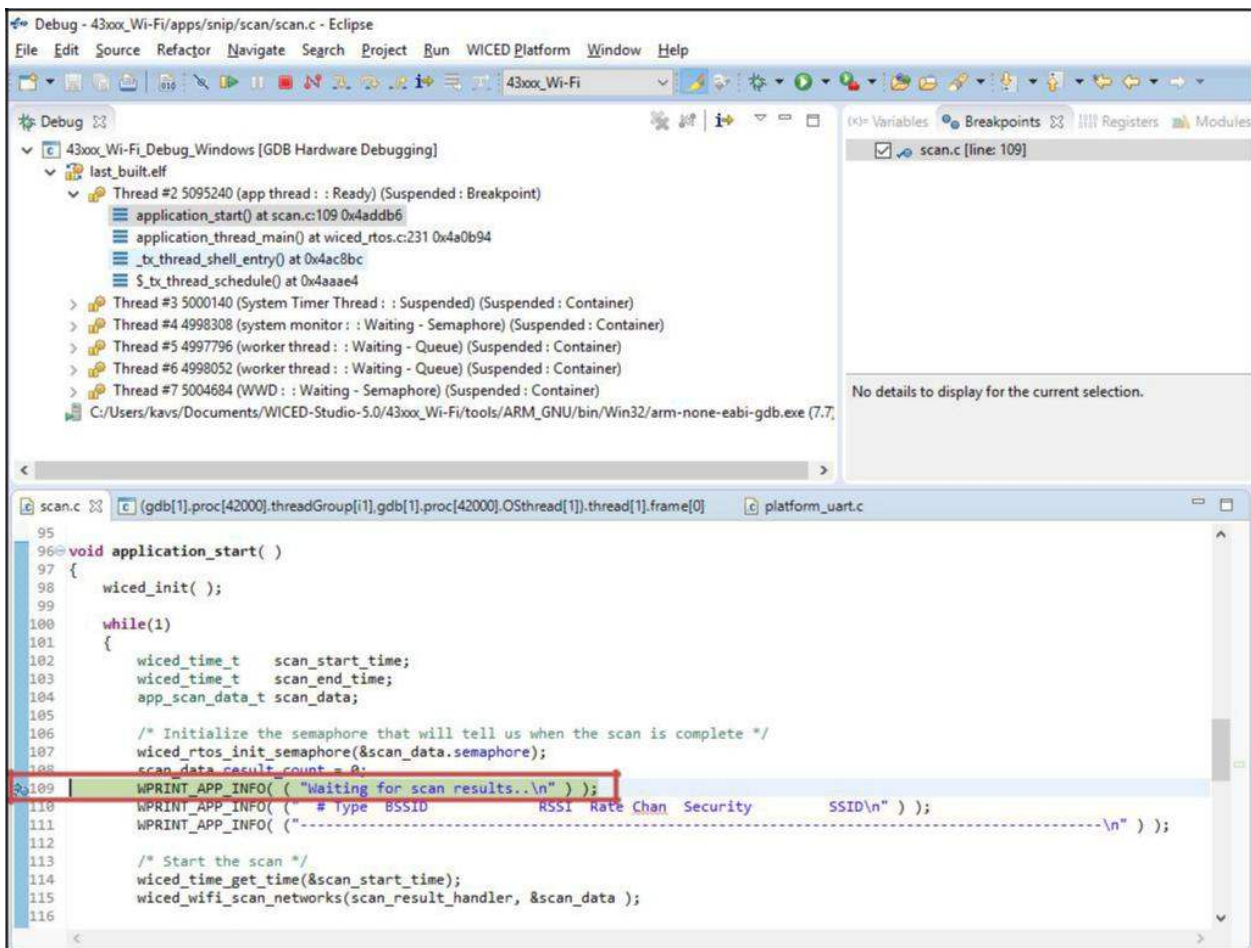 Debug - 43xxx_Wi-Fi/apps/snip/scan/scan.c - Eclipse
File Edit Source Refactor Navigate Search Project Run WICED Platform Window Help
43xxx_Wi-Fi
Debug
43xxx_Wi-Fi_Debug_Windows [GDB Hardware Debugging]
last_built.elf
Thread #2 5095240 (app thread : : Ready) (Suspended : Breakpoint)
application_start() at scan.c:109 0x4addb6
application_thread_main() at wiced_rtos.c:231 0x4a0b94
_tx_thread_shell_entry() at 0x4ac8bc
$_tx_thread_schedule() at 0x4aaae4
Thread #3 5000140 (System Timer Thread : : Suspended) (Suspended : Container)
Thread #4 4998308 (system monitor : : Waiting - Semaphore) (Suspended : Container)
Thread #5 4997796 (worker thread : : Waiting - Queue) (Suspended : Container)
Thread #6 4998052 (worker thread : : Waiting - Queue) (Suspended : Container)
Thread #7 5004684 (WWD : : Waiting - Semaphore) (Suspended : Container)
C:/Users/kavs/Documents/WICED-Studio-5.0/43xxx_Wi-Fi/tools/ARM_GNU/bin/Win32/arm-none-eabi-gdb.exe (7.7
(x)= Variables Breakpoints Registers Modules
scan.c [line: 109]
No details to display for the current selection.
scan.c (gdb[1].proc[42000].threadGroup[i1],gdb[1].proc[42000].OSthread[1]).thread[1].frame[0] platform_uart.c
95
96 void application_start( )
97 {
98 wiced_init( );
99
100 while(1)
101 {
102 wiced_time_t scan_start_time;
103 wiced_time_t scan_end_time;
104 app_scan_data_t scan_data;
105
106 /* Initialize the semaphore that will tell us when the scan is complete */
107 wiced_rtos_init_semaphore(&scan_data.semaphore);
108 scan_data.result_count = 0;
109 WPRINT_APP_INFO( ( "Waiting for scan results..\n" ) );
110 WPRINT_APP_INFO( (" # Type BSSID RSSI Rate Chan Security SSID\n" ) );
111 WPRINT_APP_INFO( ("----------------------------------------------------------------------------------------------------\n" ) );
112
113 /* Start the scan */
114 wiced_time_get_time(&scan_start_time);
115 wiced_wifi_scan_networks(scan_result_handler, &scan_data );
116